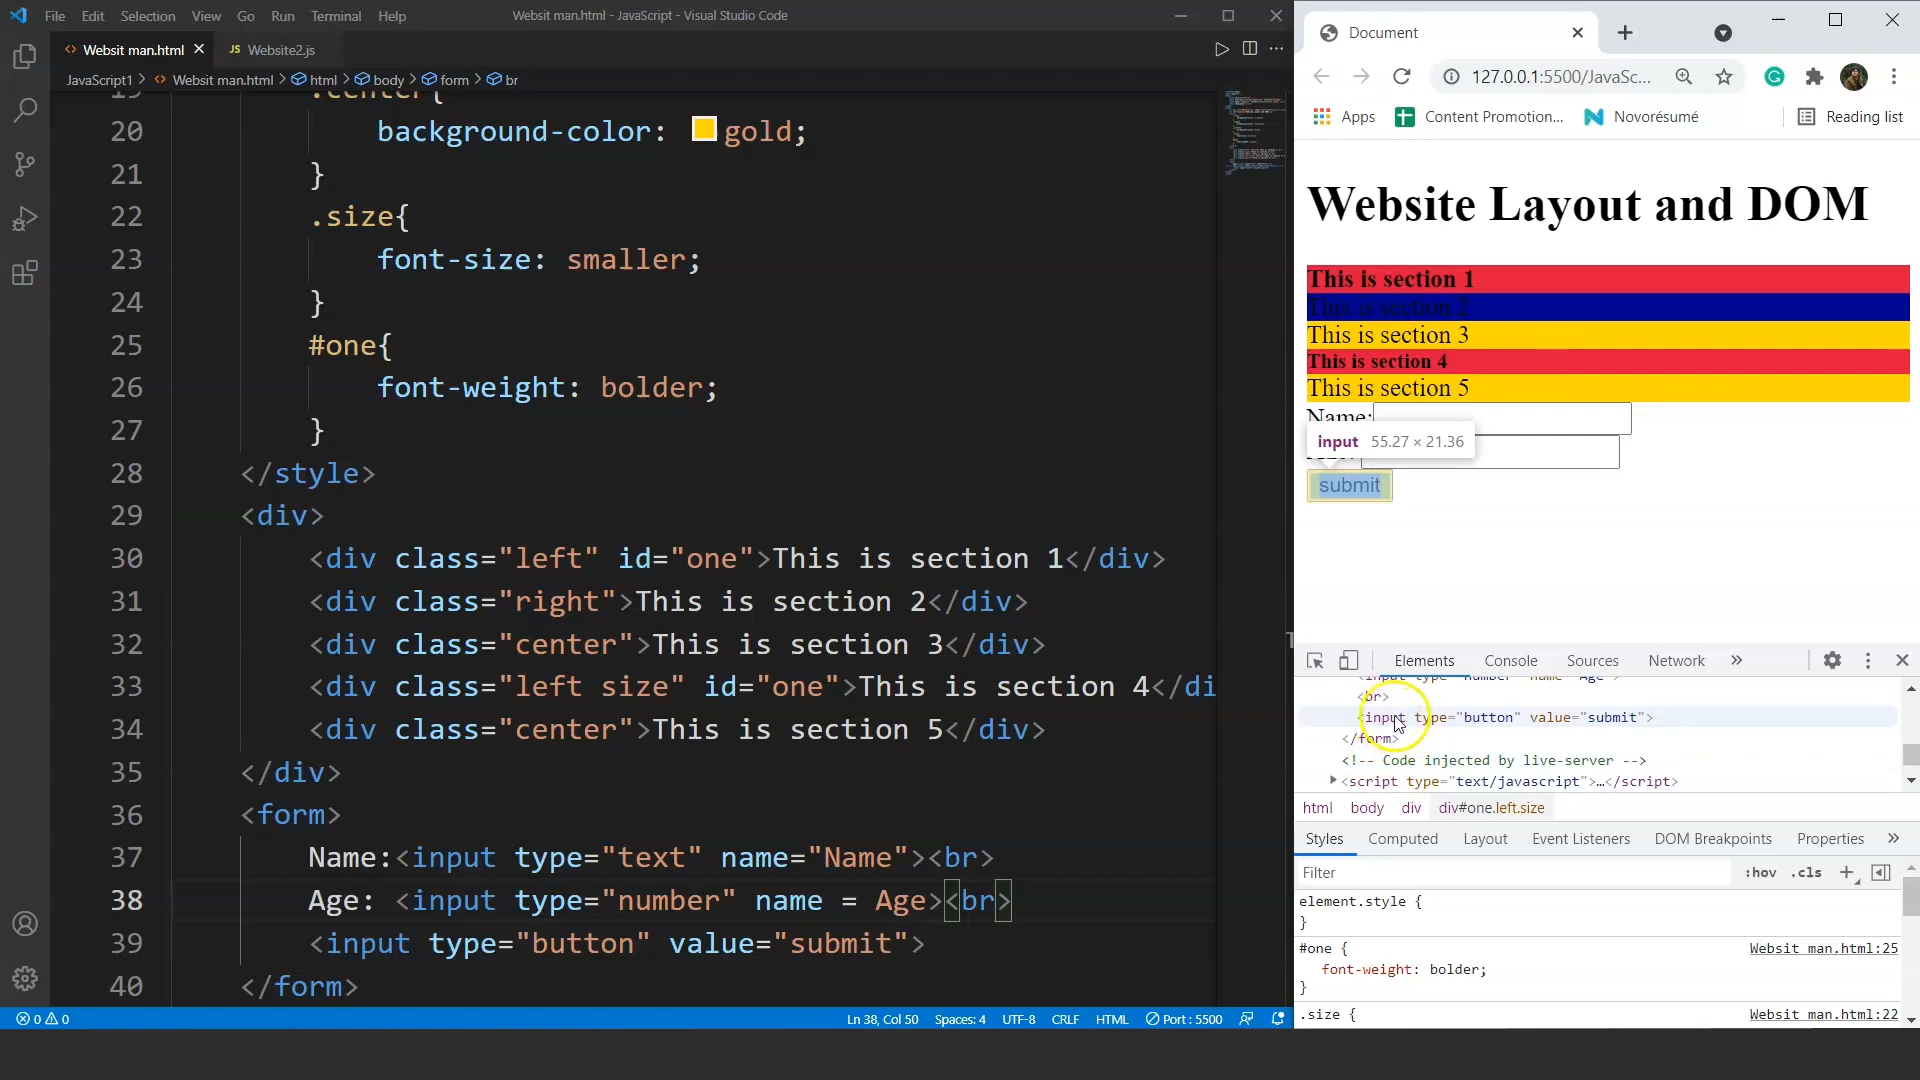 File Edit Selection View Go Run Terminal Help Websit man.html - JavaScript - Visual Studio Code
Websit man.html JS Website2.js
JavaScript1 > <> Websit man.html > html > body > form > br
19 .center{
20 background-color: gold;
21 }
22 .size{
23 font-size: smaller;
24 }
25 #one{
26 font-weight: bolder;
27 }
28 </style>
29 <div>
30 <div class="left" id="one">This is section 1</div>
31 <div class="right">This is section 2</div>
32 <div class="center">This is section 3</div>
33 <div class="left size" id="one">This is section 4</di
34 <div class="center">This is section 5</div>
35 </div>
36 <form>
37 Name:<input type="text" name="Name"><br>
38 Age: <input type="number" name = Age><br>
39 <input type="button" value="submit">
40 </form>
0 0 Ln 38, Col 50 Spaces: 4 UTF-8 CRLF HTML Port : 5500
Document
127.0.0.1:5500/JavaSc...
Apps Content Promotion... Novorésumé Reading list
Website Layout and DOM
This is section 1
This is section 2
This is section 3
This is section 4
This is section 5
Name:
input 55.27 × 21.36
submit
Elements Console Sources Network »
<input type="number" name="Age">
<br>
<input type="button" value="submit">
</form>
<!-- Code injected by live-server -->
<script type="text/javascript">…</script>
html body div div#one.left.size
Styles Computed Layout Event Listeners DOM Breakpoints Properties »
Filter :hov .cls +
element.style {
}
#one { Websit man.html:25
font-weight: bolder;
}
.size { Websit man.html:22